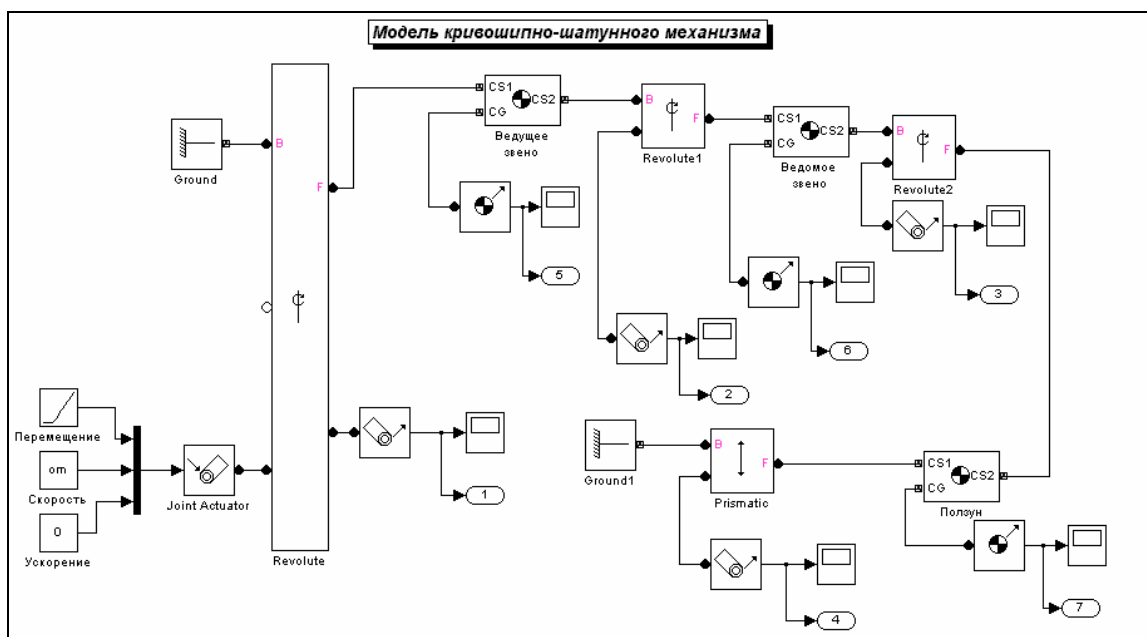 Модель кривошипно-шатунного механизма
CS1
CS2
CG
Ведущее
звено
B
F
Revolute1
CS1
CS2
CG
Ведомое
звено
B
F
Revolute2
Ground
B
F
5
3
6
2
Перемещение
om
Скорость
0
Ускорение
Joint Actuator
Revolute
1
Ground1
B
F
Prismatic
CS1
CS2
CG
Ползун
4
7